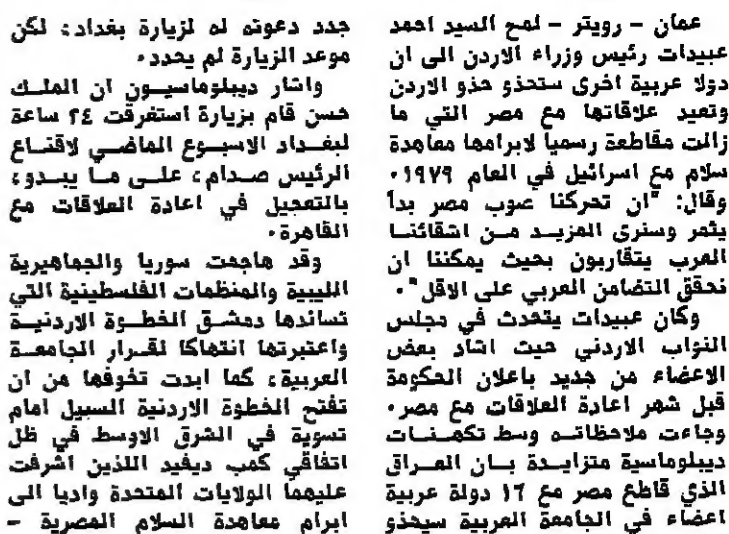 عمان – رويتر – لمح السيد احمد
عبيدات رئيس وزراء الاردن الى ان
دولا عربية اخرى ستحذو حذو الاردن
وتعيد علاقاتها مع مصر التي ما
زالت مقاطعة رسمياً لابرامها معاهدة
سلام مع اسرائيل في العام ١٩٧٩.
وقال: "ان تحركنا صوب مصر بدأ
يثمر وسنرى المزيد من اشقائنا
العرب يتقاربون بحيث يمكننا ان
نحقق التضامن العربي على الاقل".
وكان عبيدات يتحدث في مجلس
النواب الاردني حيث اشاد بعض
الاعضاء من جديد باعلان الحكومة
قبل شهر اعادة العلاقات مع مصر.
وجاءت ملاحظاته وسط تكهنات
ديبلوماسية متزايدة بان العراق
الذي قاطع مصر مع ١٦ دولة عربية
اعضاء في الجامعة العربية سيحذو
جدد دعوته له لزيارة بغداد، لكن
موعد الزيارة لم يحدد.
واشار ديبلوماسيون ان الملك
حسن قام بزيارة استغرقت ٢٤ ساعة
لبغداد الاسبوع الماضي لاقناع
الرئيس صدام، على ما يبدو،
بالتعجيل في اعادة العلاقات مع
القاهرة.
وقد هاجمت سوريا والجماهيرية
الليبية والمنظمات الفلسطينية التي
تساندها دمشق الخطوة الاردنية
واعتبرتها انتهاكا لقرار الجامعة
العربية، كما ابدت تخوفها من ان
تفتح الخطوة الاردنية السبيل امام
تسوية في الشرق الاوسط في ظل
اتفاقي كمب ديفيد اللذين أشرفت
عليهما الولايات المتحدة واديا الى
ابرام معاهدة السلام المصرية –